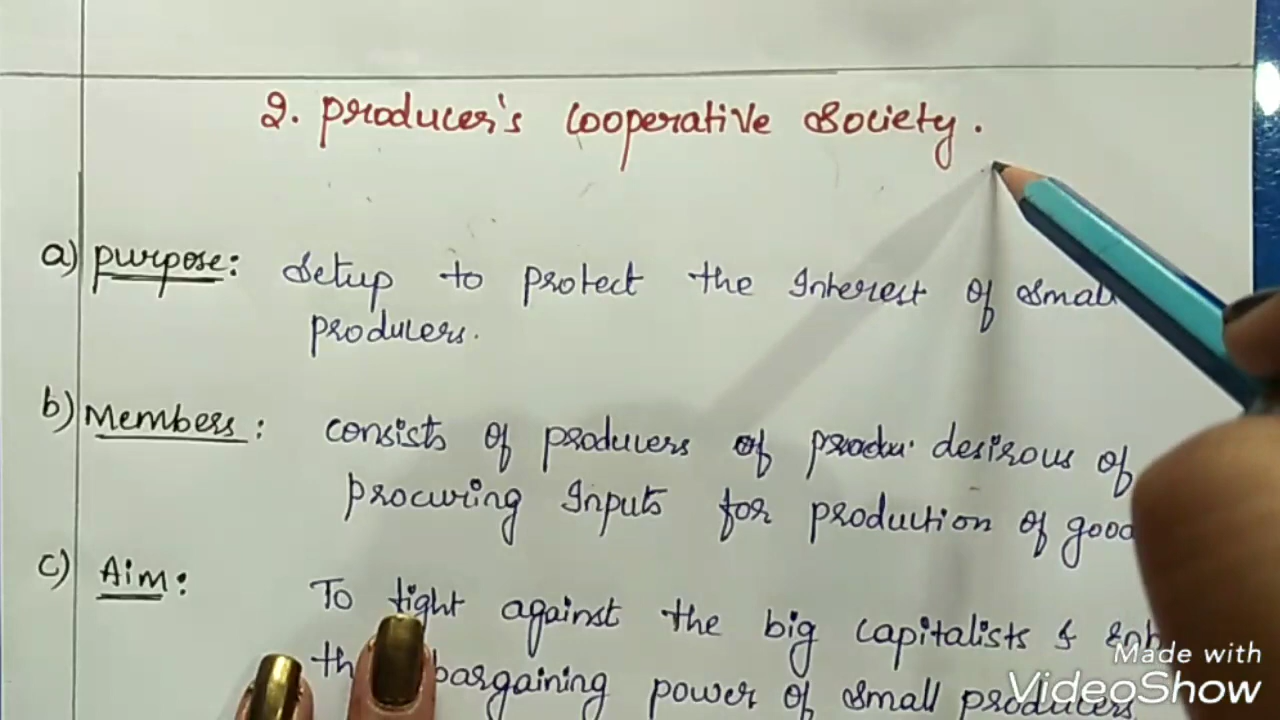 2. Producer's Cooperative Society.
a) Purpose: Setup to protect the Interest of Small
producers.
b) Members: consists of producers of produ. desirous of
procuring Inputs for production of good
c) Aim: To tight against the big capitalists &
bargaining power of small producers
Made with
VideoShow